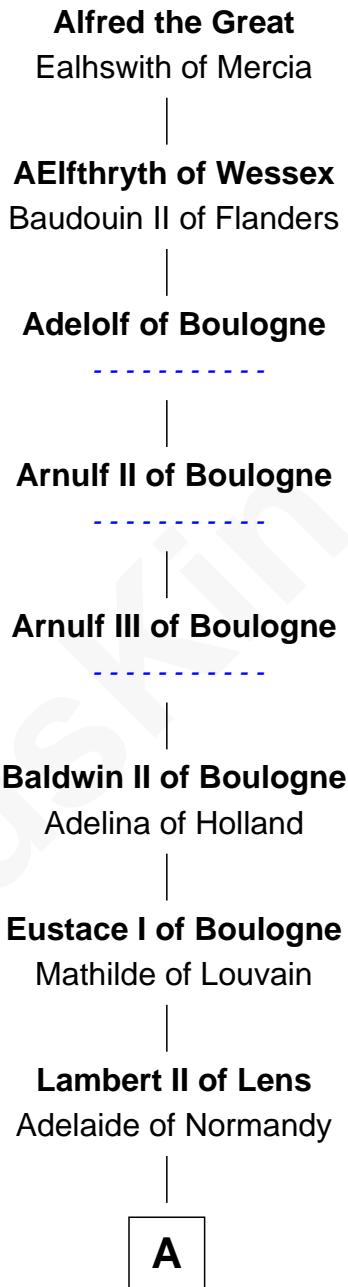 Alfred the Great
Ealhswith of Mercia
AElfthryth of Wessex
Baudouin II of Flanders
Adelolf of Boulogne
- - - - - - - - - - -
Arnulf II of Boulogne
- - - - - - - - - - -
Arnulf III of Boulogne
- - - - - - - - - - -
Baldwin II of Boulogne
Adelina of Holland
Eustace I of Boulogne
Mathilde of Louvain
Lambert II of Lens
Adelaide of Normandy
A